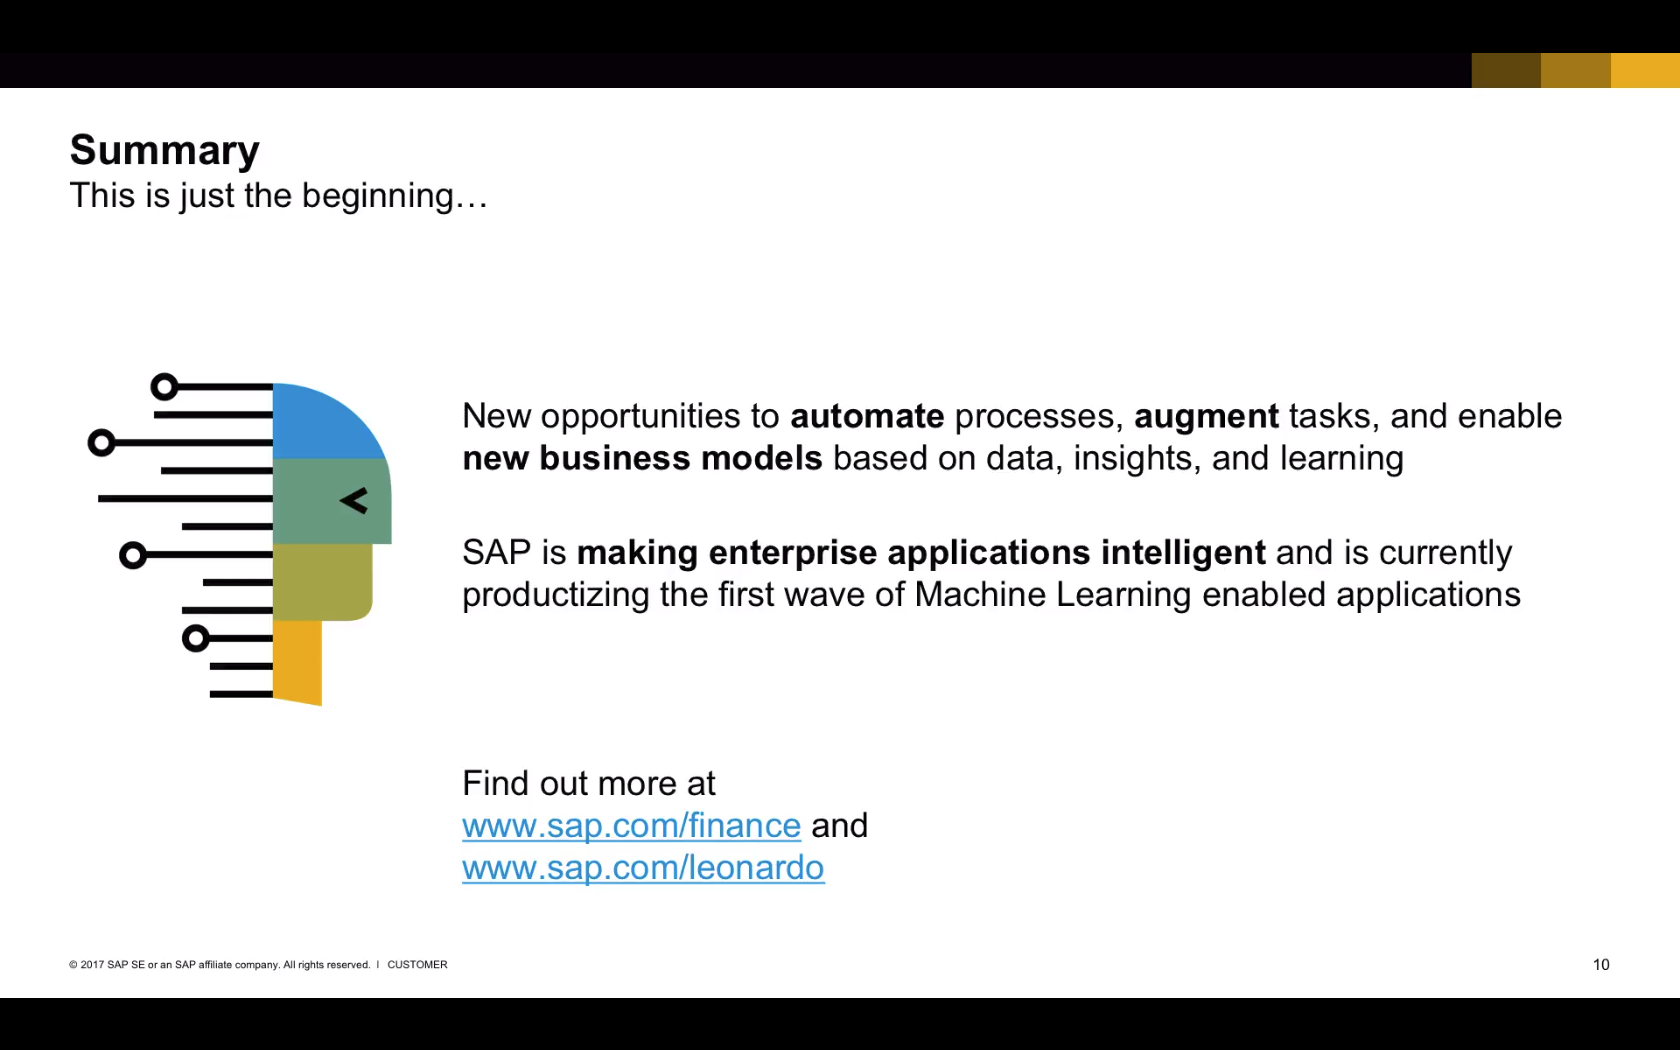 Summary
This is just the beginning…
New opportunities to automate processes, augment tasks, and enable
new business models based on data, insights, and learning
SAP is making enterprise applications intelligent and is currently
productizing the first wave of Machine Learning enabled applications
Find out more at
www.sap.com/finance and
www.sap.com/leonardo
© 2017 SAP SE or an SAP affiliate company. All rights reserved. | CUSTOMER
10